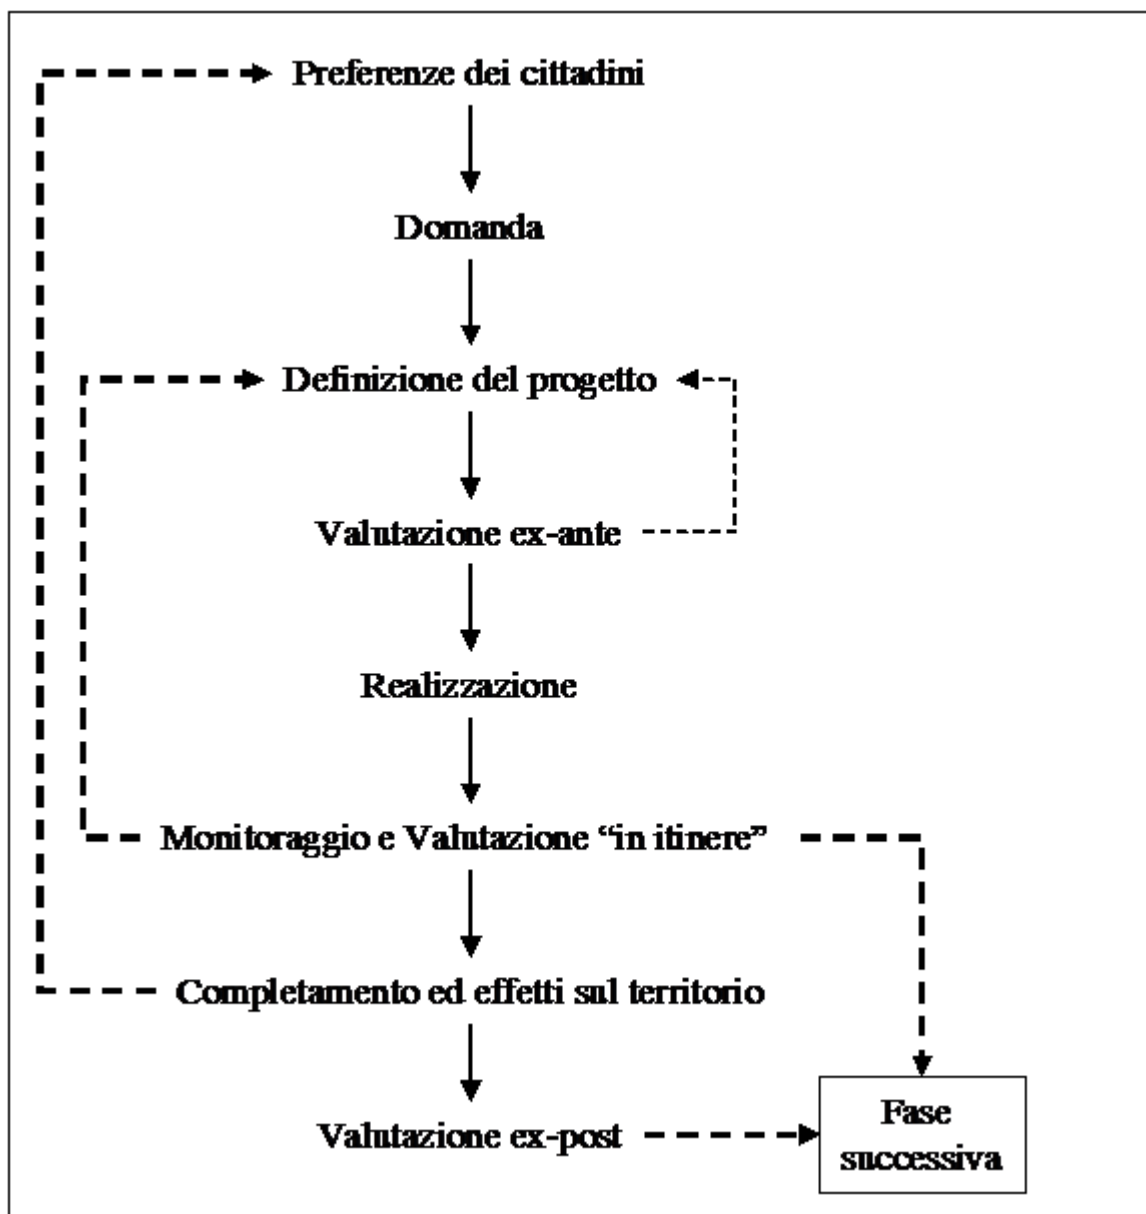 Preferenze dei cittadini
Domanda
Definizione del progetto
Valutazione ex-ante
Realizzazione
Monitoraggio e Valutazione “in itinere”
Completamento ed effetti sul territorio
Valutazione ex-post
Fase
successiva